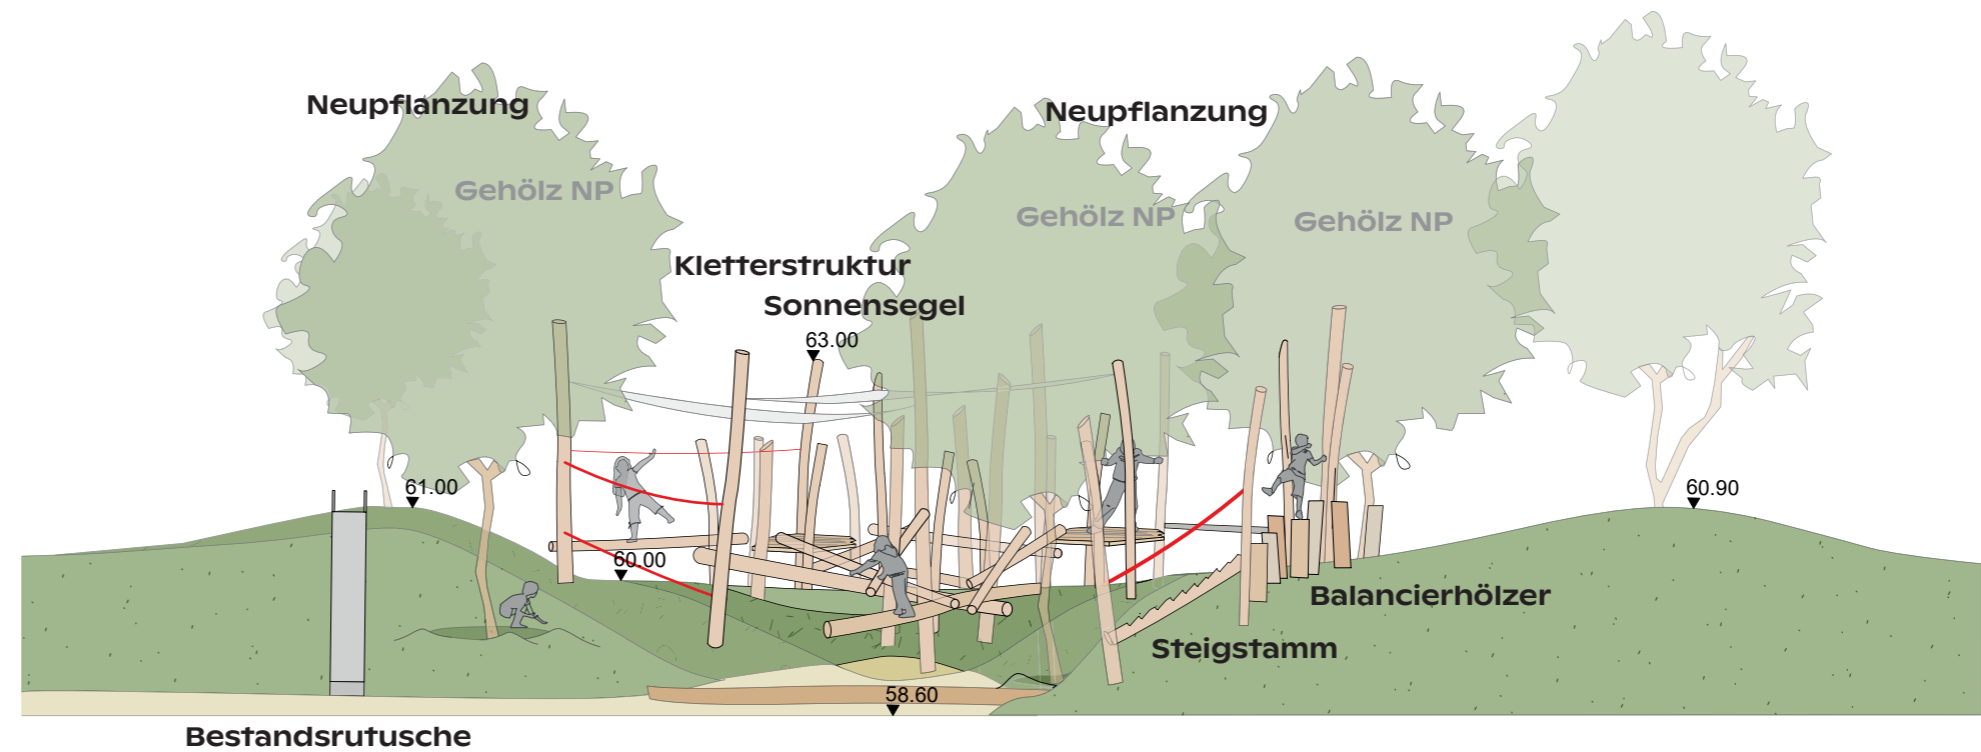 Neupflanzung
Neupflanzung
Gehölz NP
Gehölz NP
Gehölz NP
Kletterstruktur
Sonnensegel
63.00
61.00
60.90
60.00
Balancierhölzer
Steigstamm
58.60
Bestandsrutusche